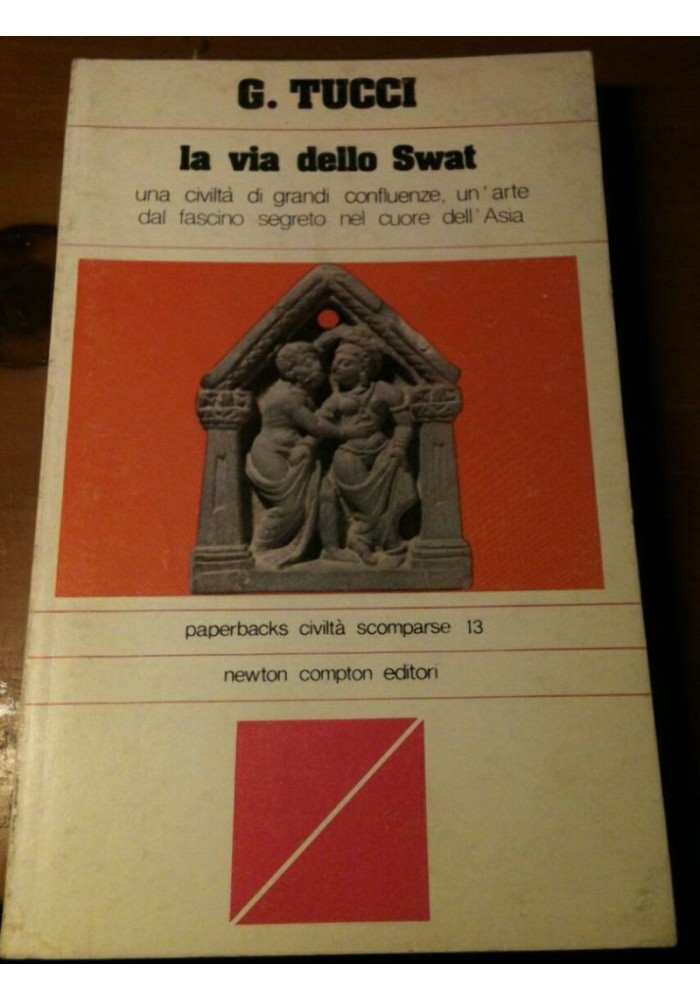 G. TUCCI
la via dello Swat
una civiltà di grandi confluenze, un'arte
dal fascino segreto nel cuore dell'Asia
paperbacks civiltà scomparse 13
newton compton editori